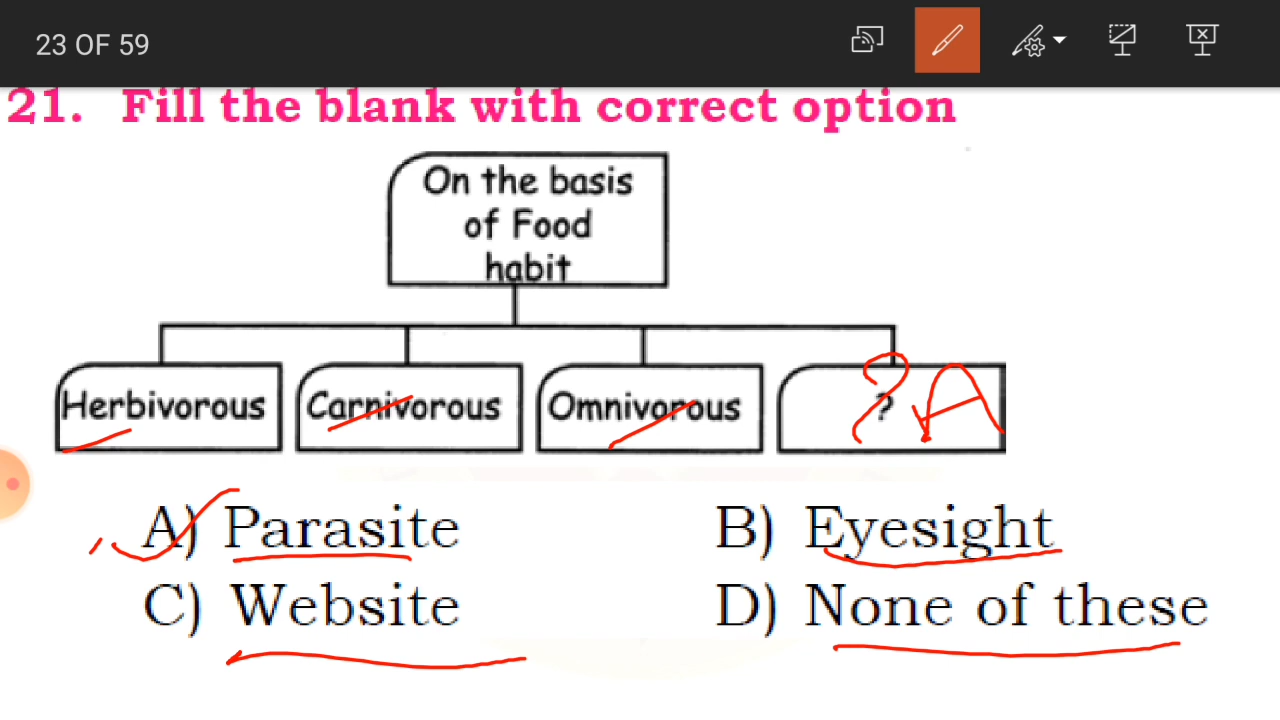 23 OF 59
21. Fill the blank with correct option
On the basis
of Food
habit
Herbivorous Carnivorous Omnivorous ? ? A
A) Parasite B) Eyesight
C) Website D) None of these